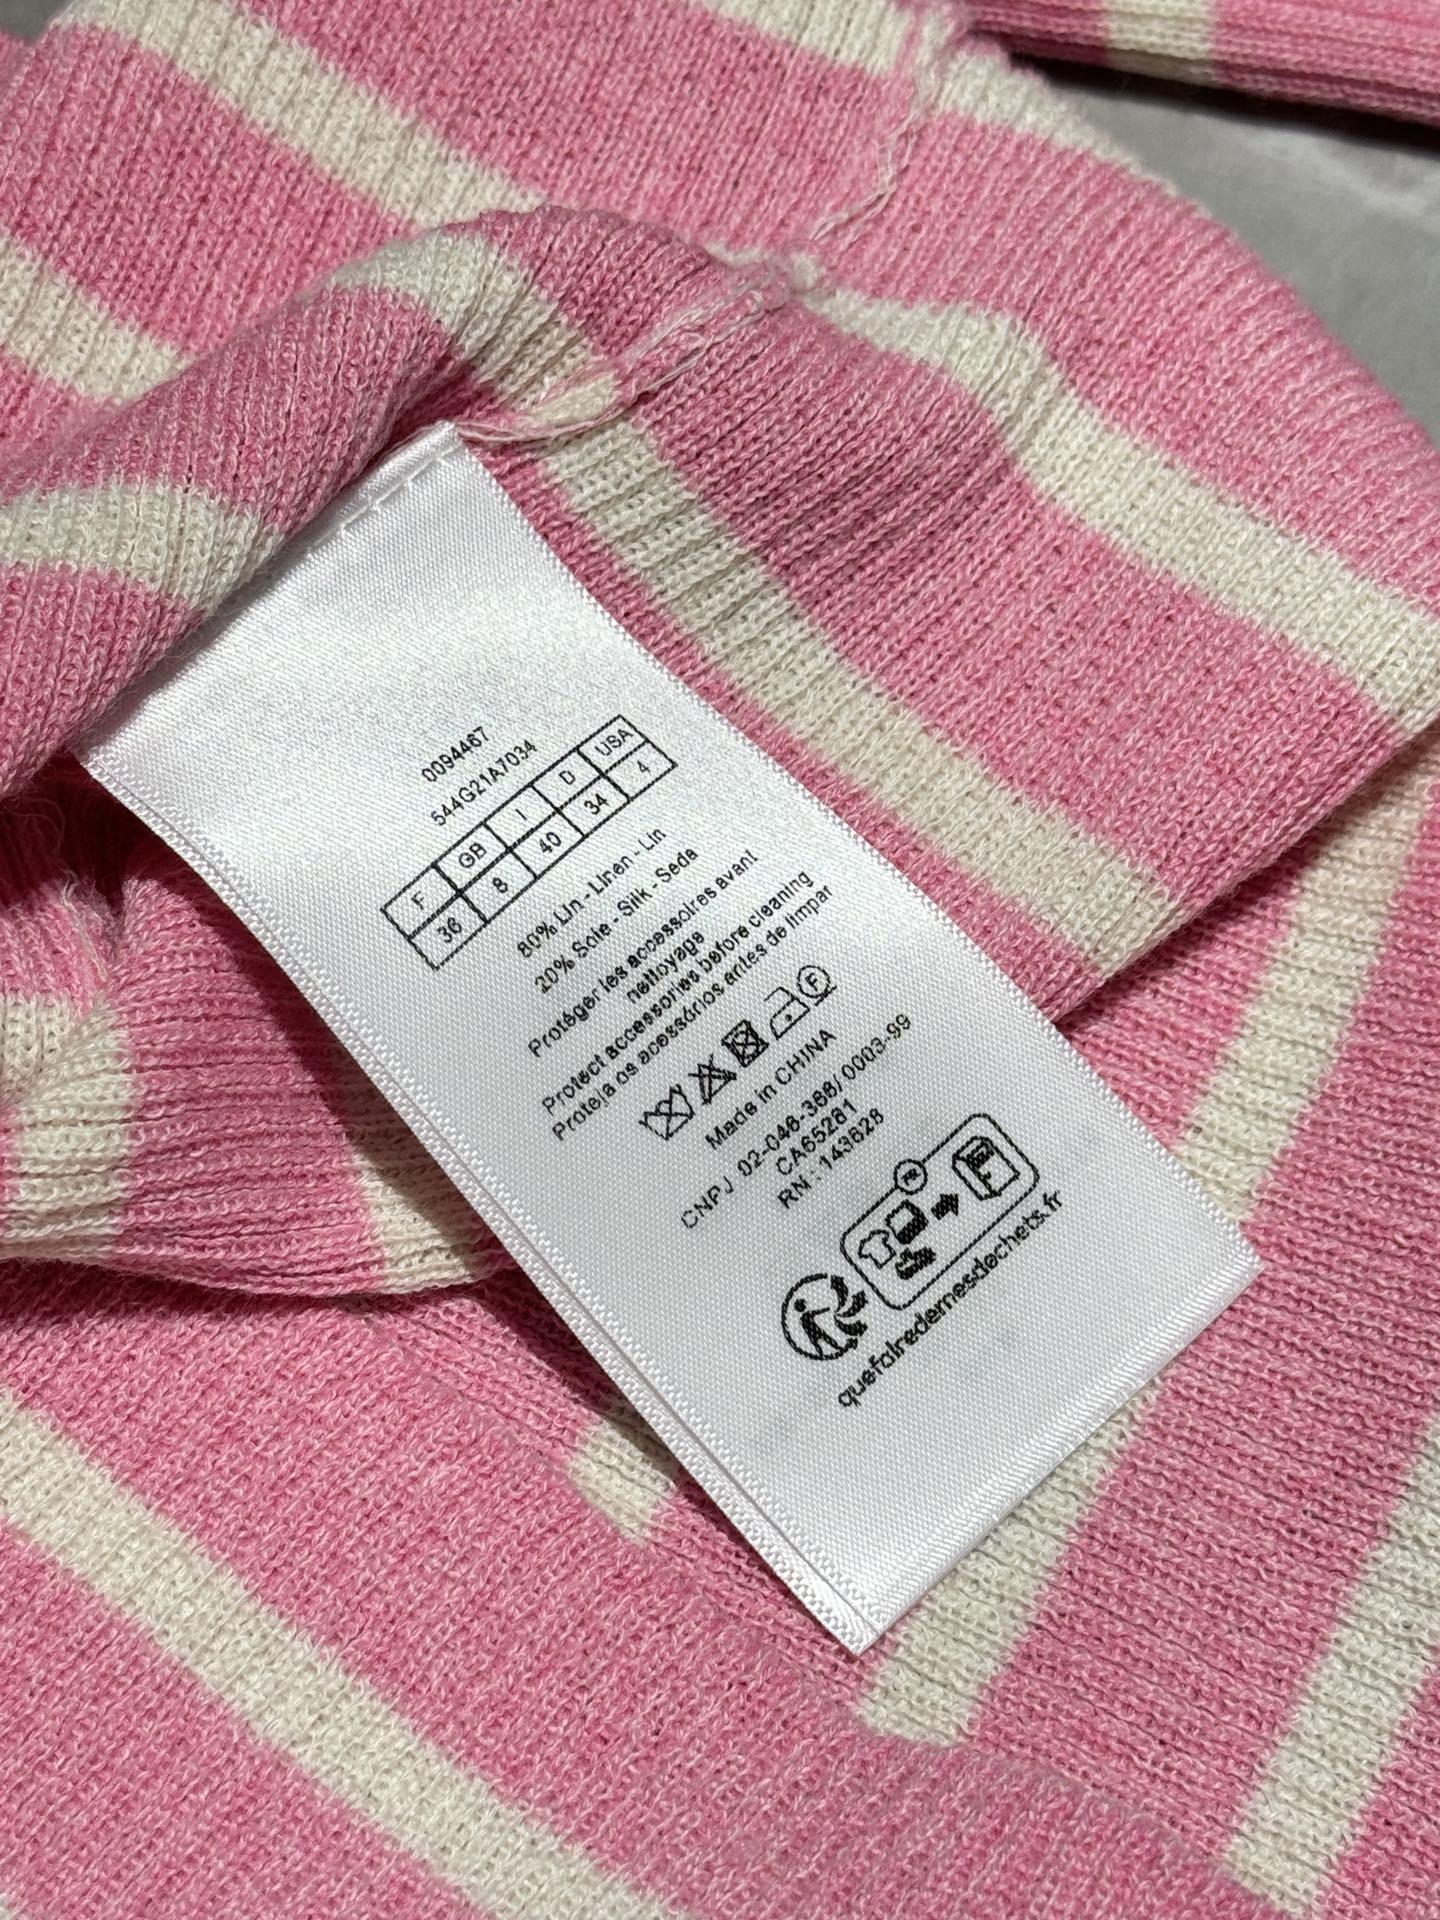 0094467
544G21A7034
F GB I D USA
36 8 40 34 4
80% Lin - Linen - Lin
20% Soie - Silk - Seda
Protéger les accessoires avant
nettoyage
Protect accessories before cleaning
Proteja os acessórios antes de limpar
F
Made in CHINA
CNPJ 02-046-368/ 0003-99
CA65281
RN : 143828
FR
quefairedemesdechets.fr